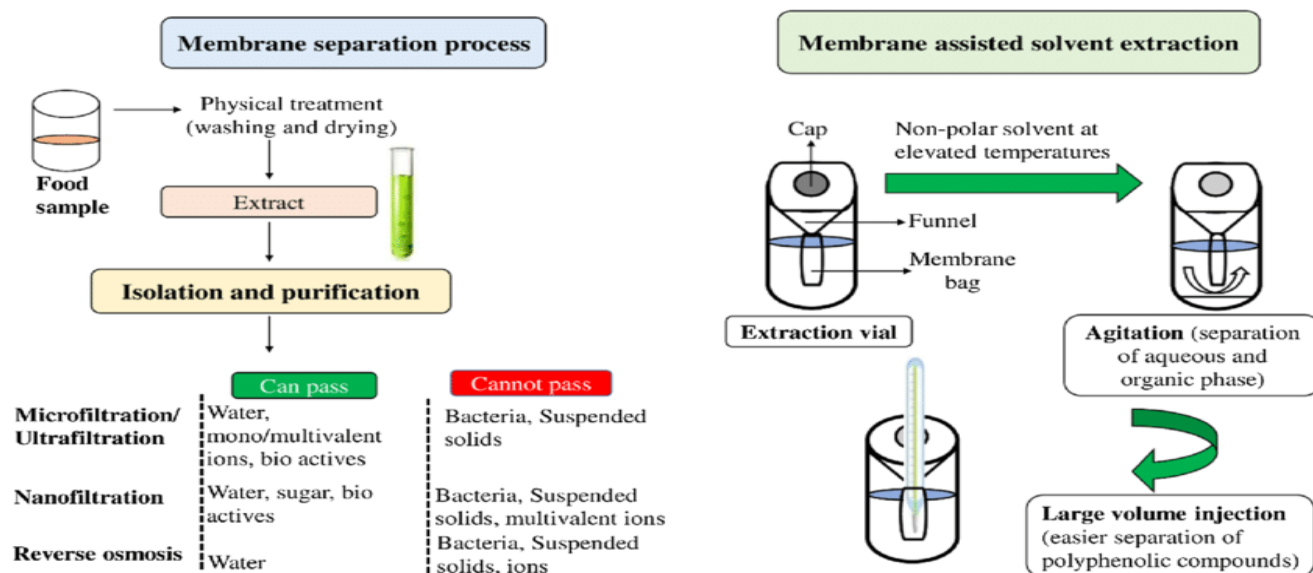 Membrane separation process
Physical treatment
(washing and drying)
Food
sample
Extract
Isolation and purification
Can pass
Cannot pass
Microfiltration/
Ultrafiltration
Water,
mono/multivalent
ions, bio actives
Bacteria, Suspended
solids
Nanofiltration
Water, sugar, bio
actives
Bacteria, Suspended
solids, multivalent ions
Reverse osmosis
Water
Bacteria, Suspended
solids, ions
Membrane assisted solvent extraction
Cap
Non-polar solvent at
elevated temperatures
Funnel
Membrane
bag
Extraction vial
Agitation (separation
of aqueous and
organic phase)
Large volume injection
(easier separation of
polyphenolic compounds)